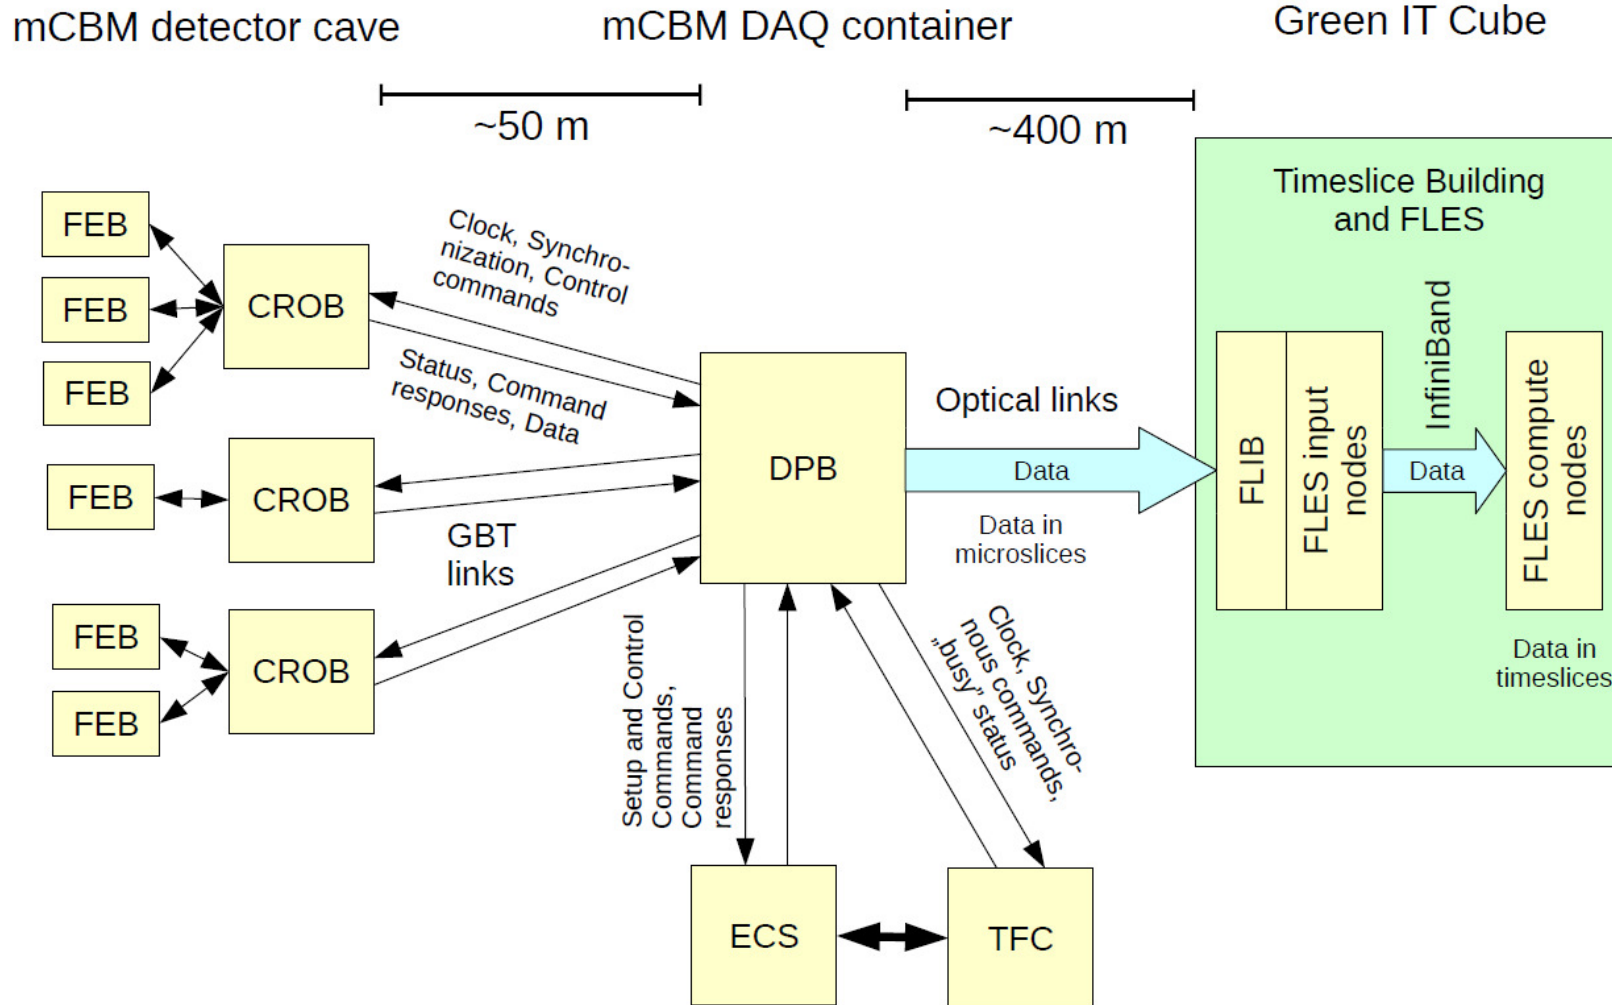 mCBM detector cave
mCBM DAQ container
Green IT Cube
~50 m
~400 m
Timeslice Building
and FLES
FEB
FEB
FEB
CROB
Clock, Synchro-
nization, Control
commands
Status, Command
responses, Data
FEB
CROB
GBT
links
FEB
FEB
CROB
DPB
Optical links
Data
Data in
microslices
FLIB
FLES input
nodes
InfiniBand
Data
FLES compute
nodes
Data in
timeslices
Setup and Control
Commands,
Command
responses
Clock, Synchro-
nous commands,
„busy” status
ECS
TFC